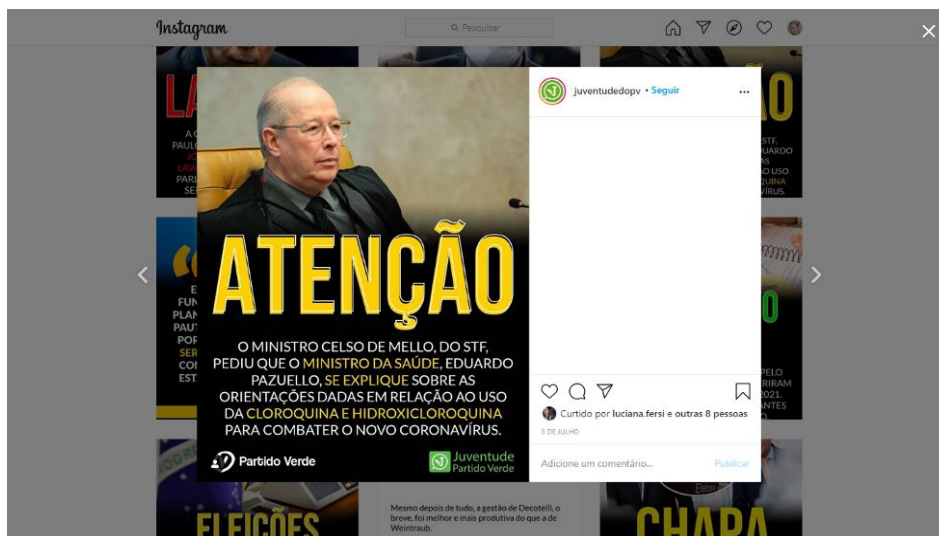 Instagram
Pesquisar
juventudedopv • Seguir
ATENÇÃO
O MINISTRO CELSO DE MELLO, DO STF,
PEDIU QUE O MINISTRO DA SAÚDE, EDUARDO
PAZUELLO, SE EXPLIQUE SOBRE AS
ORIENTAÇÕES DADAS EM RELAÇÃO AO USO
DA CLOROQUINA E HIDROXICLOROQUINA
PARA COMBATER O NOVO CORONAVÍRUS.
Partido Verde
Juventude
Partido Verde
Curtido por luciana.fersi e outras 8 pessoas
3 DE JULHO
Adicione um comentário...
Publicar
ELEIÇÕES
Mesmo depois de tudo, a gestão de Decotelli, o
breve, foi melhor e mais produtiva do que a de
Weintraub.
CHAPA